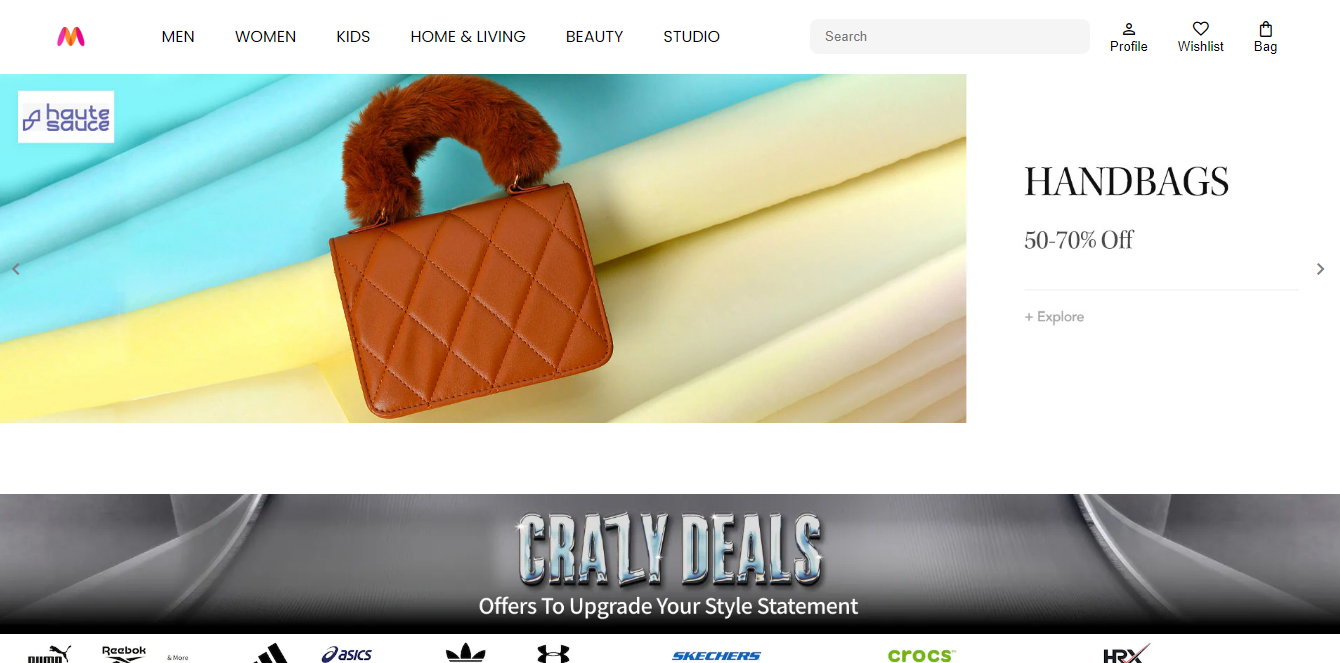 MEN
WOMEN
KIDS
HOME & LIVING
BEAUTY
STUDIO
Search
Profile
Wishlist
Bag
haute
sauce
HANDBAGS
50-70% Off
+ Explore
CRAZY DEALS
Offers To Upgrade Your Style Statement
PUMA
Reebok
& More
asics
SKECHERS
crocs™
HRX